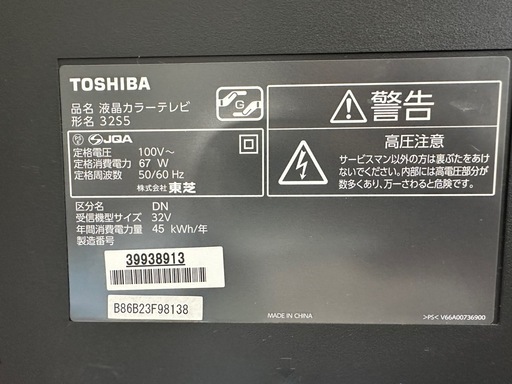 TOSHIBA
品名 液晶カラーテレビ
形名 32S5
G
JQA
定格電圧 100V～
定格消費電力 67 W
定格周波数 50/60 Hz
株式会社 東芝
区分名 DN
受信機型サイズ 32V
年間消費電力量 45 kWh/年
製造番号
39938913
B86B23F98138
警告
高圧注意
サービスマン以外の方は裏ぶたをあけ
ないでください。内部には高電圧部分が
数多くあり、万一さわると危険です。
MADE IN CHINA
>PS< V66A00736900